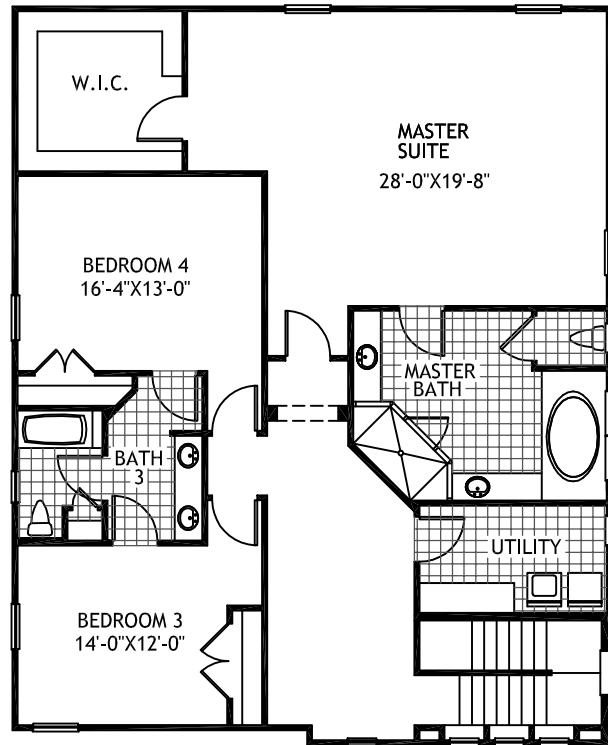 W.I.C.
MASTER
SUITE
28'-0"X19'-8"
BEDROOM 4
16'-4"X13'-0"
MASTER
BATH
BATH
3
UTILITY
BEDROOM 3
14'-0"X12'-0"